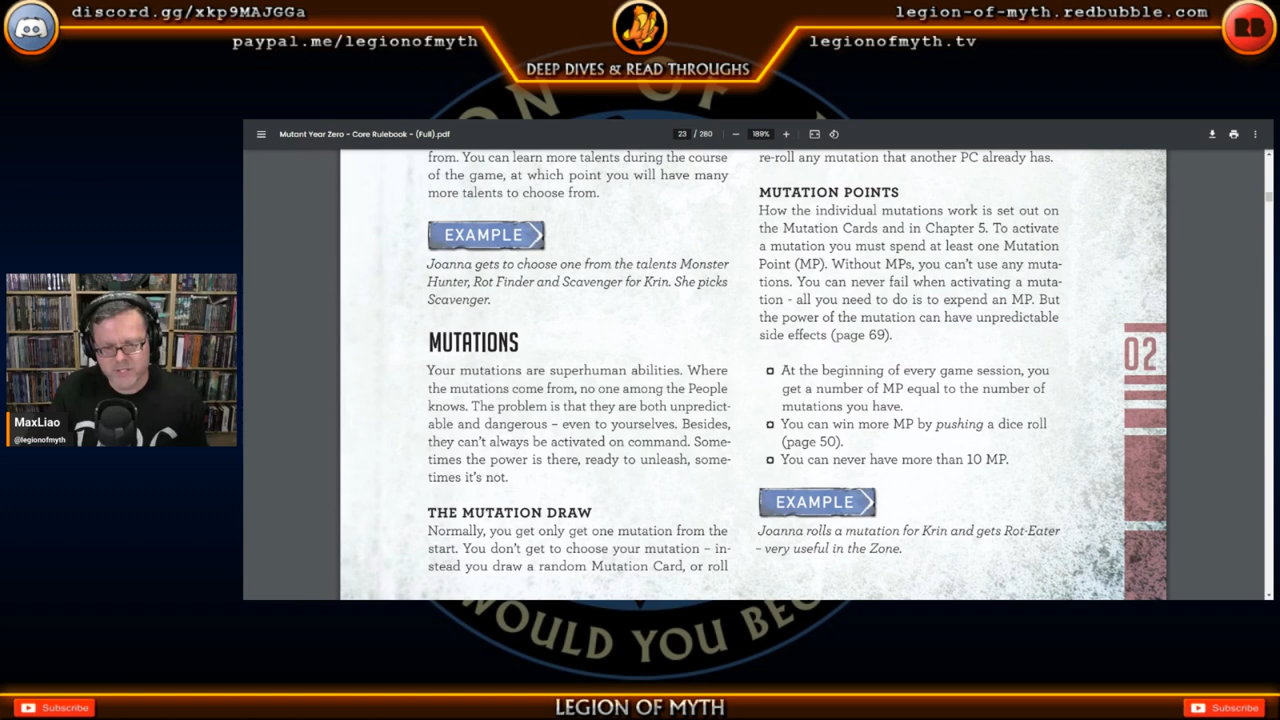 discord.gg/xkp9MAJGGa
legion-of-myth.redbubble.com
RB
paypal.me/legionofmyth
legionofmyth.tv
DEEP DIVES & READ THROUGHS
Mutant Year Zero - Core Rulebook - (Full).pdf
23 / 280
189%
from. You can learn more talents during the course
of the game, at which point you will have many
more talents to choose from.
EXAMPLE
Joanna gets to choose one from the talents Monster
Hunter, Rot Finder and Scavenger for Krin. She picks
Scavenger.
MUTATIONS
Your mutations are superhuman abilities. Where
the mutations come from, no one among the People
knows. The problem is that they are both unpredict-
able and dangerous – even to yourselves. Besides,
they can't always be activated on command. Some-
times the power is there, ready to unleash, some-
times it's not.
THE MUTATION DRAW
Normally, you get only get one mutation from the
start. You don't get to choose your mutation – in-
stead you draw a random Mutation Card, or roll
re-roll any mutation that another PC already has.
MUTATION POINTS
How the individual mutations work is set out on
the Mutation Cards and in Chapter 5. To activate
a mutation you must spend at least one Mutation
Point (MP). Without MPs, you can't use any muta-
tions. You can never fail when activating a muta-
tion - all you need to do is to expend an MP. But
the power of the mutation can have unpredictable
side effects (page 69).
At the beginning of every game session, you
get a number of MP equal to the number of
mutations you have.
You can win more MP by pushing a dice roll
(page 50).
You can never have more than 10 MP.
EXAMPLE
Joanna rolls a mutation for Krin and gets Rot-Eater
– very useful in the Zone.
02
MaxLiao
@legionofmyth
WOULD YOU BEG
Subscribe
LEGION OF MYTH
Subscribe